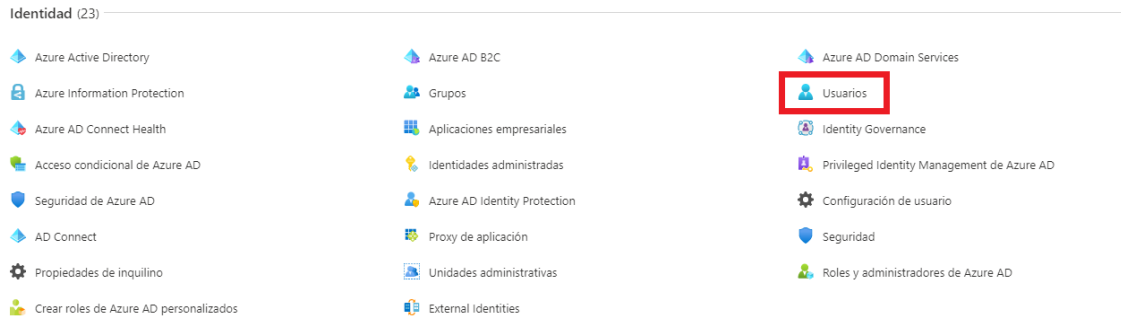 Identidad (23)
Azure Active Directory
Azure AD B2C
Azure AD Domain Services
Azure Information Protection
Grupos
Usuarios
Azure AD Connect Health
Aplicaciones empresariales
Identity Governance
Acceso condicional de Azure AD
Identidades administradas
Privileged Identity Management de Azure AD
Seguridad de Azure AD
Azure AD Identity Protection
Configuración de usuario
AD Connect
Proxy de aplicación
Seguridad
Propiedades de inquilino
Unidades administrativas
Roles y administradores de Azure AD
Crear roles de Azure AD personalizados
External Identities